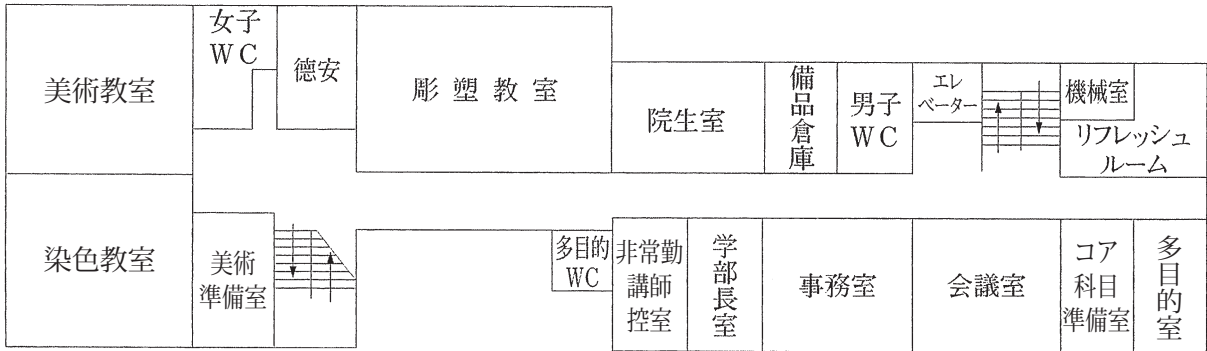 美術教室
女子
WC
德安
彫塑教室
院生室
備品倉庫
男子
WC
エレ
ベーター
機械室
リフレッシュ
ルーム
染色教室
美術
準備室
多目的
WC
非常勤
講師
控室
学部長室
事務室
会議室
コア
科目
準備室
多目的室